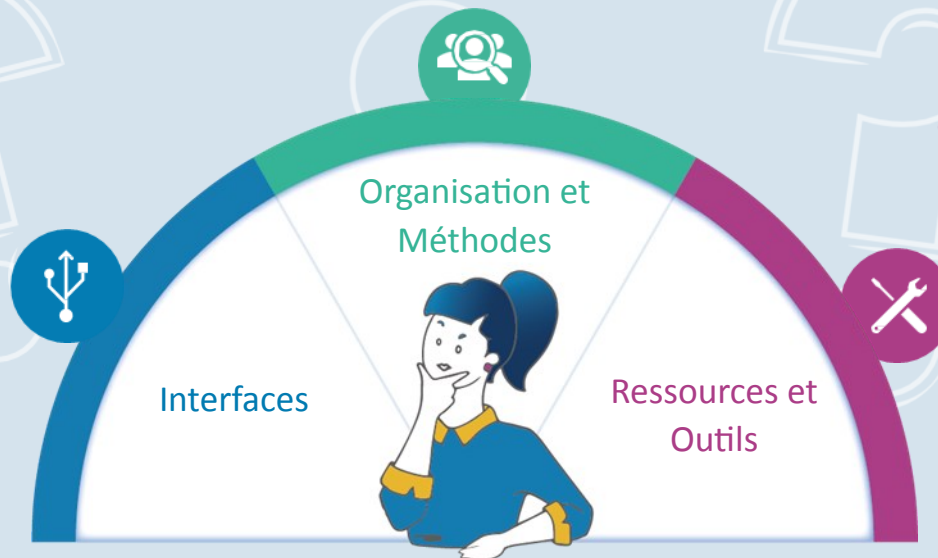 Organisation et
Méthodes
Interfaces
Ressources et
Outils